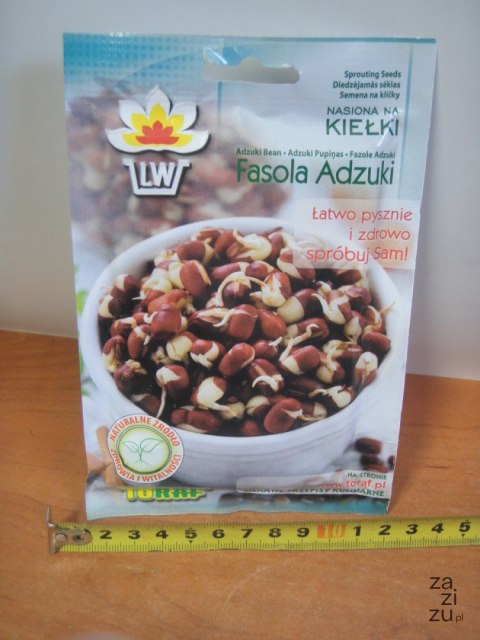 Sprouting Seeds
Diedzējamās sēklas
Semena na klíčky
NASIONA NA
KIEŁKI
LW
Adzuki Bean • Adzuki Pupiņas • Fazole Adzuki
Fasola Adzuki
Łatwo pysznie
i zdrowo
spróbuj Sam!
NATURALNE ŹRÓDŁO
ZDROWIA I WITALNOŚCI
TORAF
NA STRONIE
www.toraf.pl
PRZEPISY KULINARNE
2 3 4 5 6 7 8 9 10 1 2 3 4 5
za
zi
zu.pl